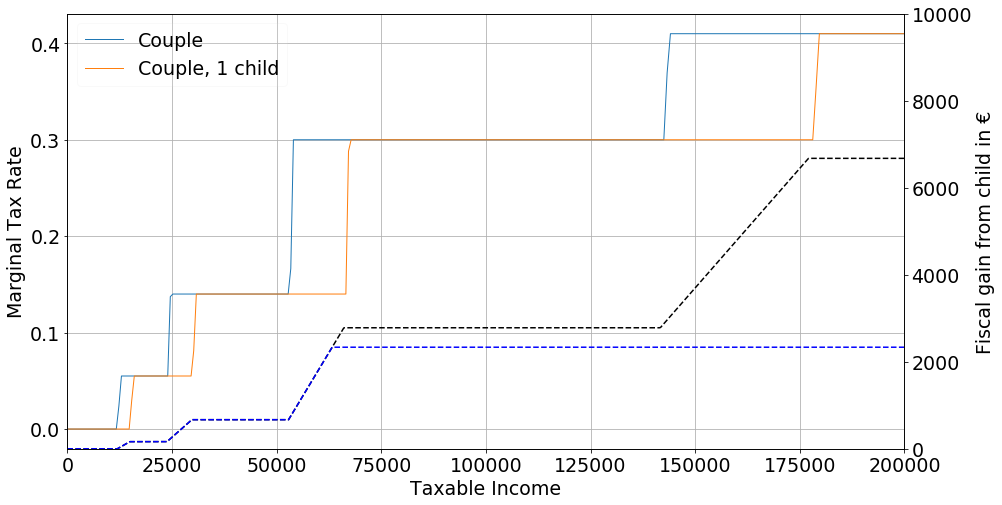 Couple
Couple, 1 child
Marginal Tax Rate
0.4
0.3
0.2
0.1
0.0
10000
8000
6000
4000
2000
0
Fiscal gain from child in €
0 25000 50000 75000 100000 125000 150000 175000 200000
Taxable Income